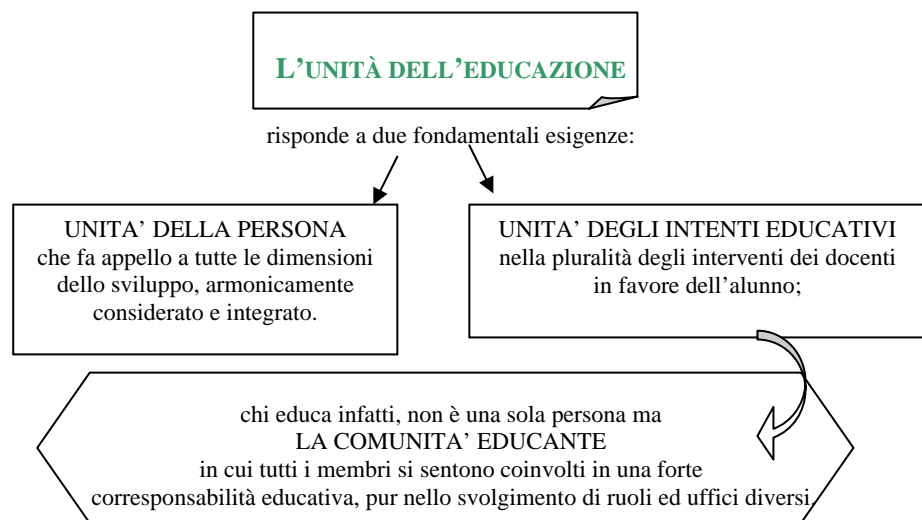 L'UNITÀ DELL'EDUCAZIONE
risponde a due fondamentali esigenze:
UNITA' DELLA PERSONA
che fa appello a tutte le dimensioni
dello sviluppo, armonicamente
considerato e integrato.
UNITA' DEGLI INTENTI EDUCATIVI
nella pluralità degli interventi dei docenti
in favore dell'alunno;
chi educa infatti, non è una sola persona ma
LA COMUNITA' EDUCANTE
in cui tutti i membri si sentono coinvolti in una forte
corresponsabilità educativa, pur nello svolgimento di ruoli ed uffici diversi.